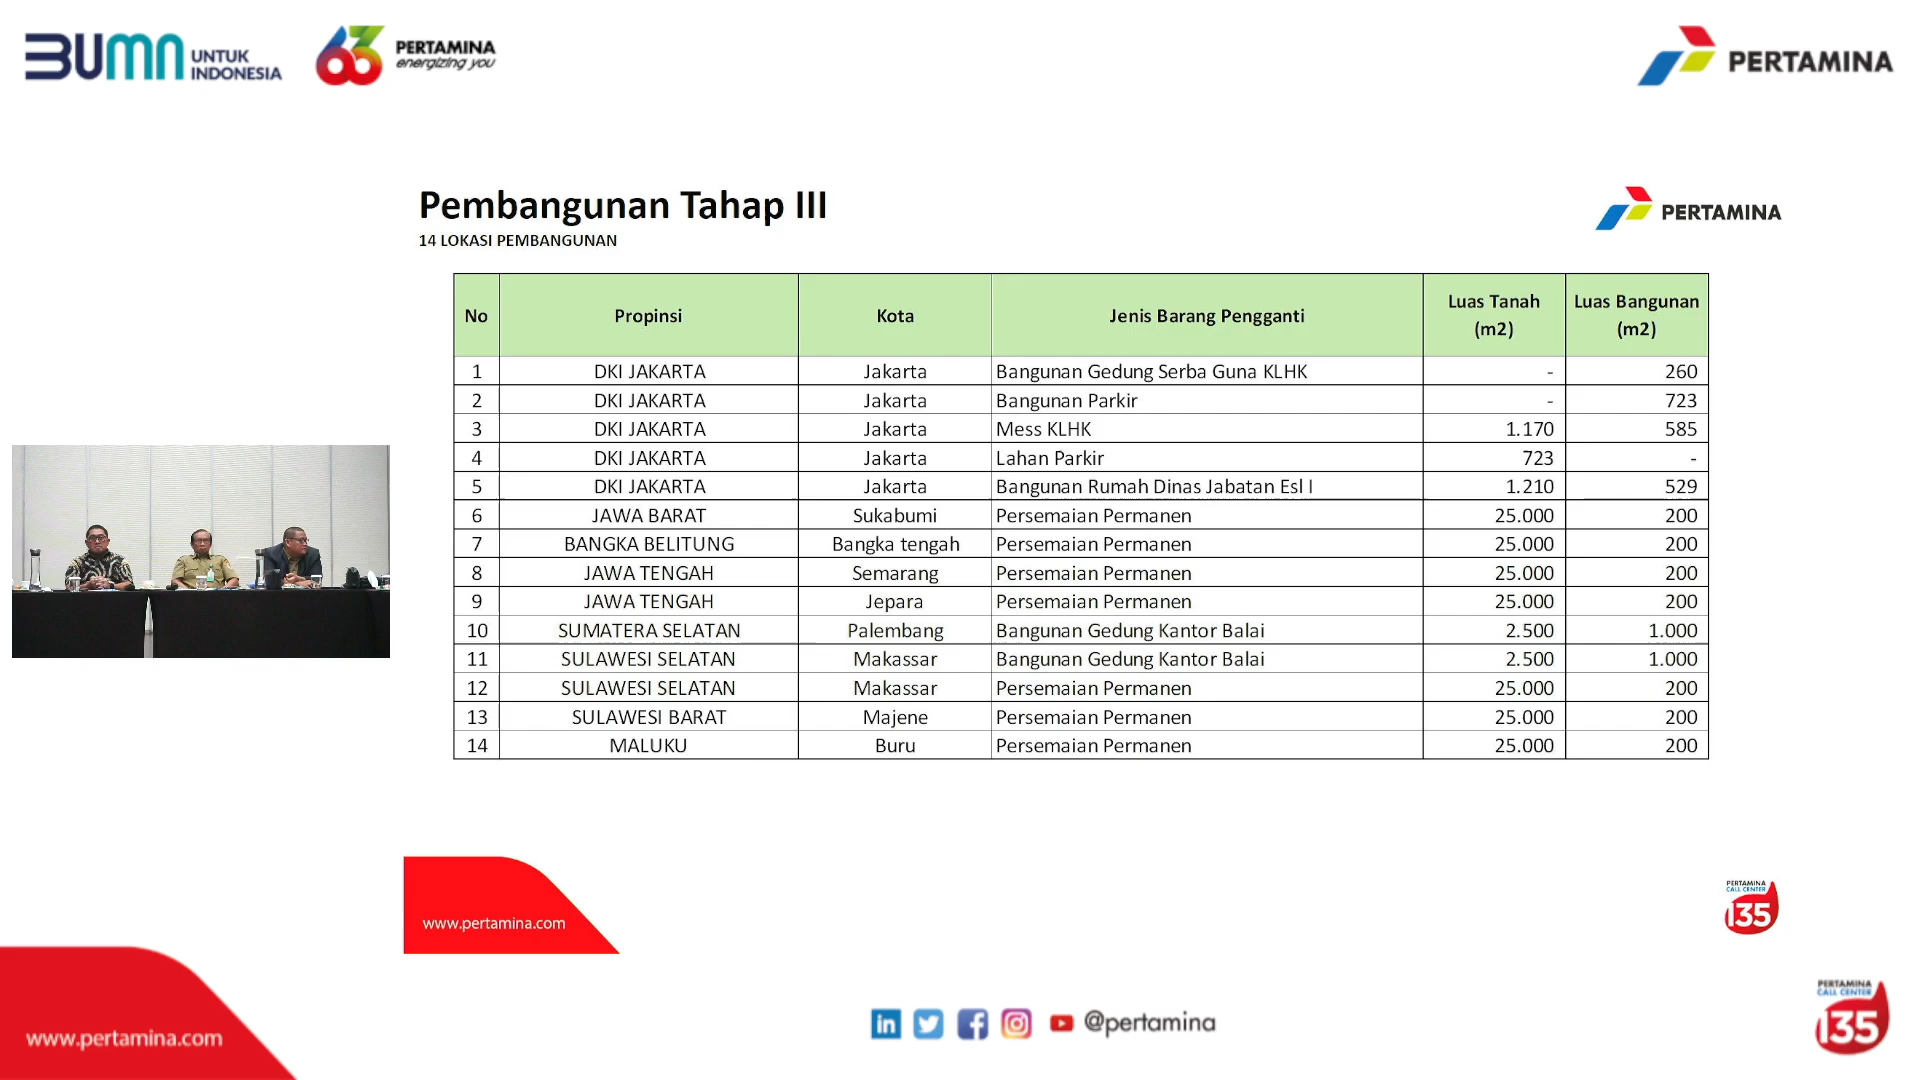 BUMN UNTUK INDONESIA
63 PERTAMINA energizing you
PERTAMINA
Pembangunan Tahap III
14 LOKASI PEMBANGUNAN
PERTAMINA
No Propinsi Kota Jenis Barang Pengganti Luas Tanah (m2) Luas Bangunan (m2)
1 DKI JAKARTA Jakarta Bangunan Gedung Serba Guna KLHK - 260
2 DKI JAKARTA Jakarta Bangunan Parkir - 723
3 DKI JAKARTA Jakarta Mess KLHK 1.170 585
4 DKI JAKARTA Jakarta Lahan Parkir 723 -
5 DKI JAKARTA Jakarta Bangunan Rumah Dinas Jabatan Esl I 1.210 529
6 JAWA BARAT Sukabumi Persemaian Permanen 25.000 200
7 BANGKA BELITUNG Bangka tengah Persemaian Permanen 25.000 200
8 JAWA TENGAH Semarang Persemaian Permanen 25.000 200
9 JAWA TENGAH Jepara Persemaian Permanen 25.000 200
10 SUMATERA SELATAN Palembang Bangunan Gedung Kantor Balai 2.500 1.000
11 SULAWESI SELATAN Makassar Bangunan Gedung Kantor Balai 2.500 1.000
12 SULAWESI SELATAN Makassar Persemaian Permanen 25.000 200
13 SULAWESI BARAT Majene Persemaian Permanen 25.000 200
14 MALUKU Buru Persemaian Permanen 25.000 200
www.pertamina.com
PERTAMINA
CALL CENTER
135
www.pertamina.com
in f @pertamina
PERTAMINA
CALL CENTER
135